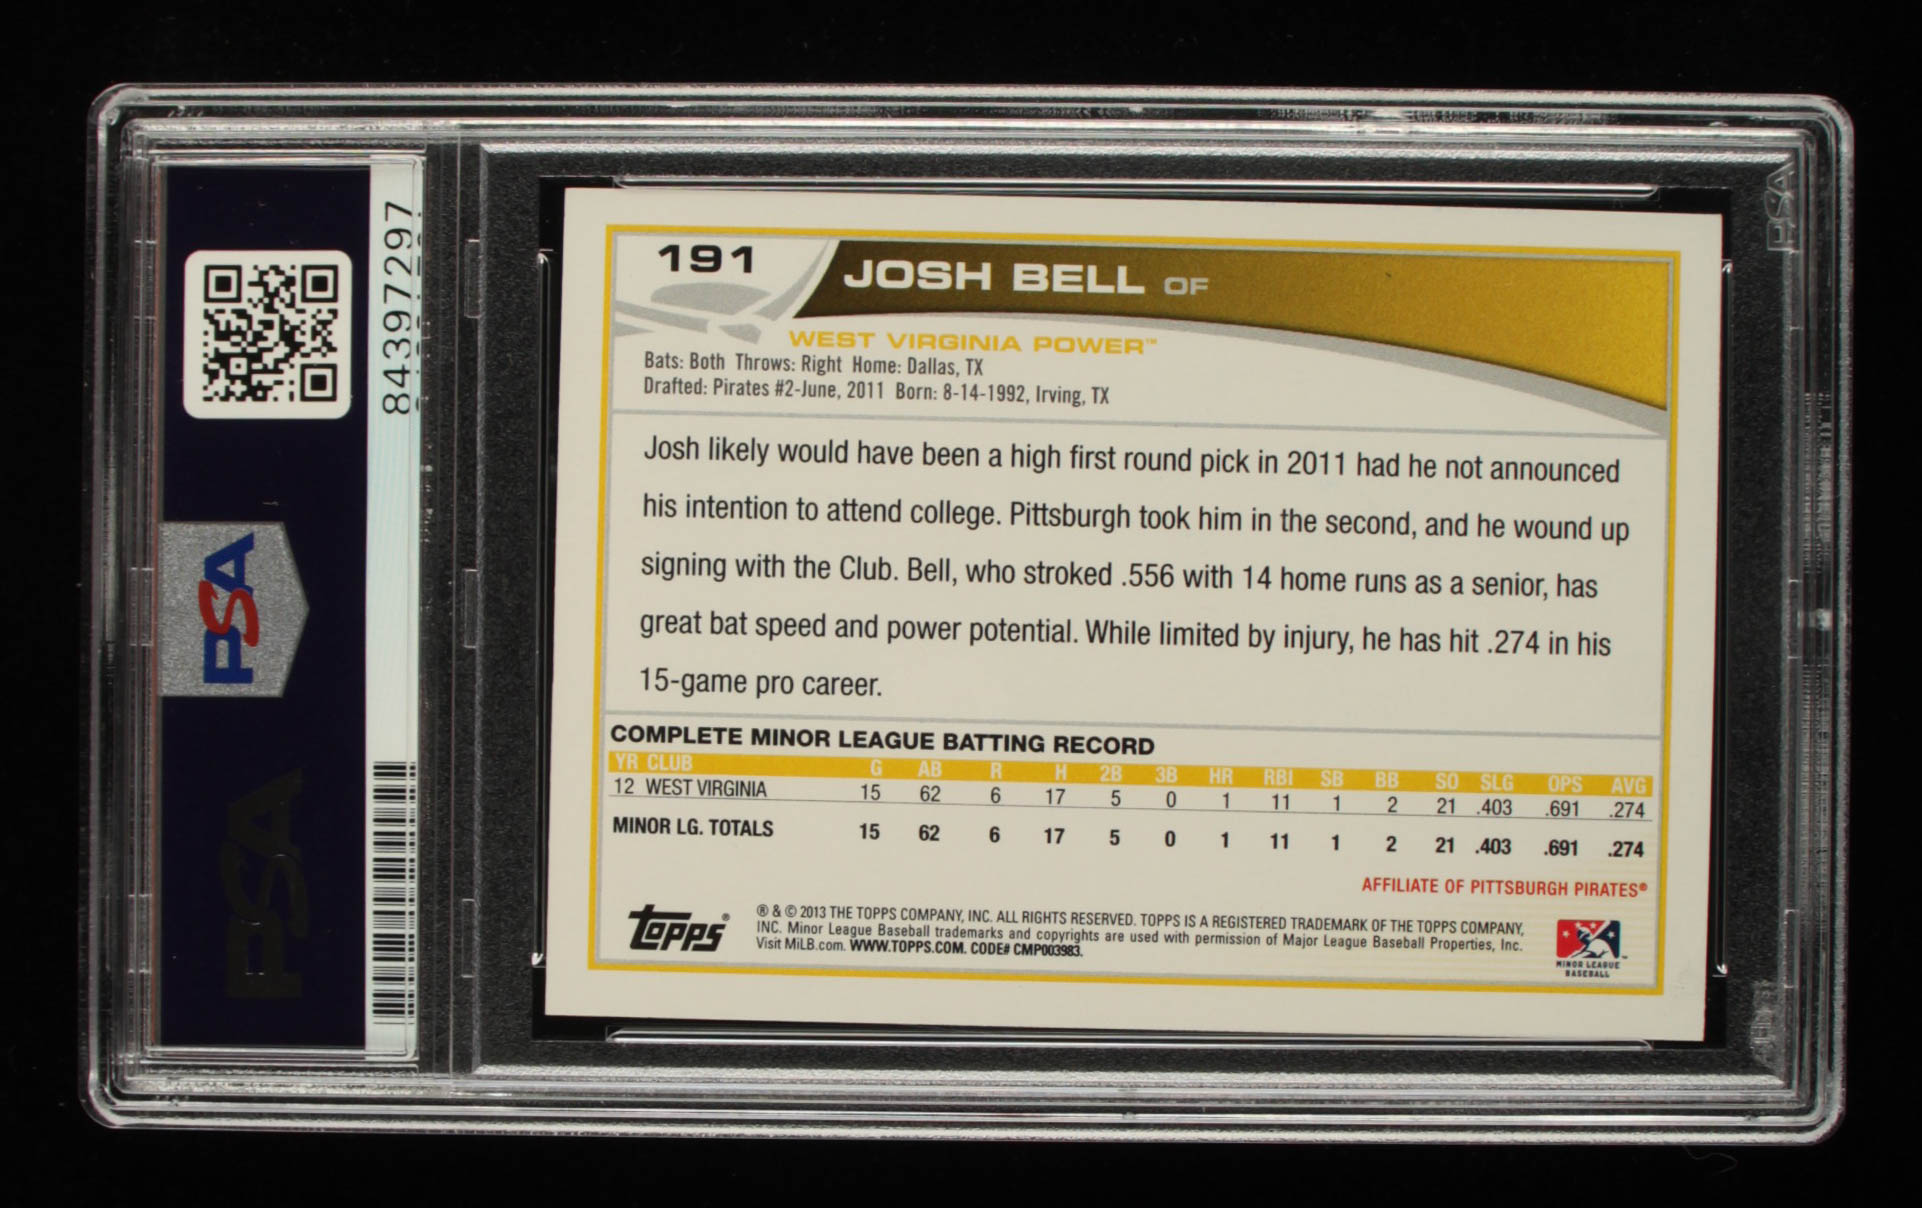 84397297
PSA
PSA
PSA
191
JOSH BELL OF
WEST VIRGINIA POWER™
Bats: Both Throws: Right Home: Dallas, TX
Drafted: Pirates #2-June, 2011 Born: 8-14-1992, Irving, TX
Josh likely would have been a high first round pick in 2011 had he not announced
his intention to attend college. Pittsburgh took him in the second, and he wound up
signing with the Club. Bell, who stroked .556 with 14 home runs as a senior, has
great bat speed and power potential. While limited by injury, he has hit .274 in his
15-game pro career.
COMPLETE MINOR LEAGUE BATTING RECORD
YR CLUB G AB R H 2B 3B HR RBI SB BB SO SLG OPS AVG
12 WEST VIRGINIA 15 62 6 17 5 0 1 11 1 2 21 .403 .691 .274
MINOR LG. TOTALS 15 62 6 17 5 0 1 11 1 2 21 .403 .691 .274
AFFILIATE OF PITTSBURGH PIRATES®
topps®
® & © 2013 THE TOPPS COMPANY, INC. ALL RIGHTS RESERVED. TOPPS IS A REGISTERED TRADEMARK OF THE TOPPS COMPANY,
INC. Minor League Baseball trademarks and copyrights are used with permission of Major League Baseball Properties, Inc.
Visit MiLB.com. WWW.TOPPS.COM. CODE# CMP003983.
MINOR LEAGUE
BASEBALL